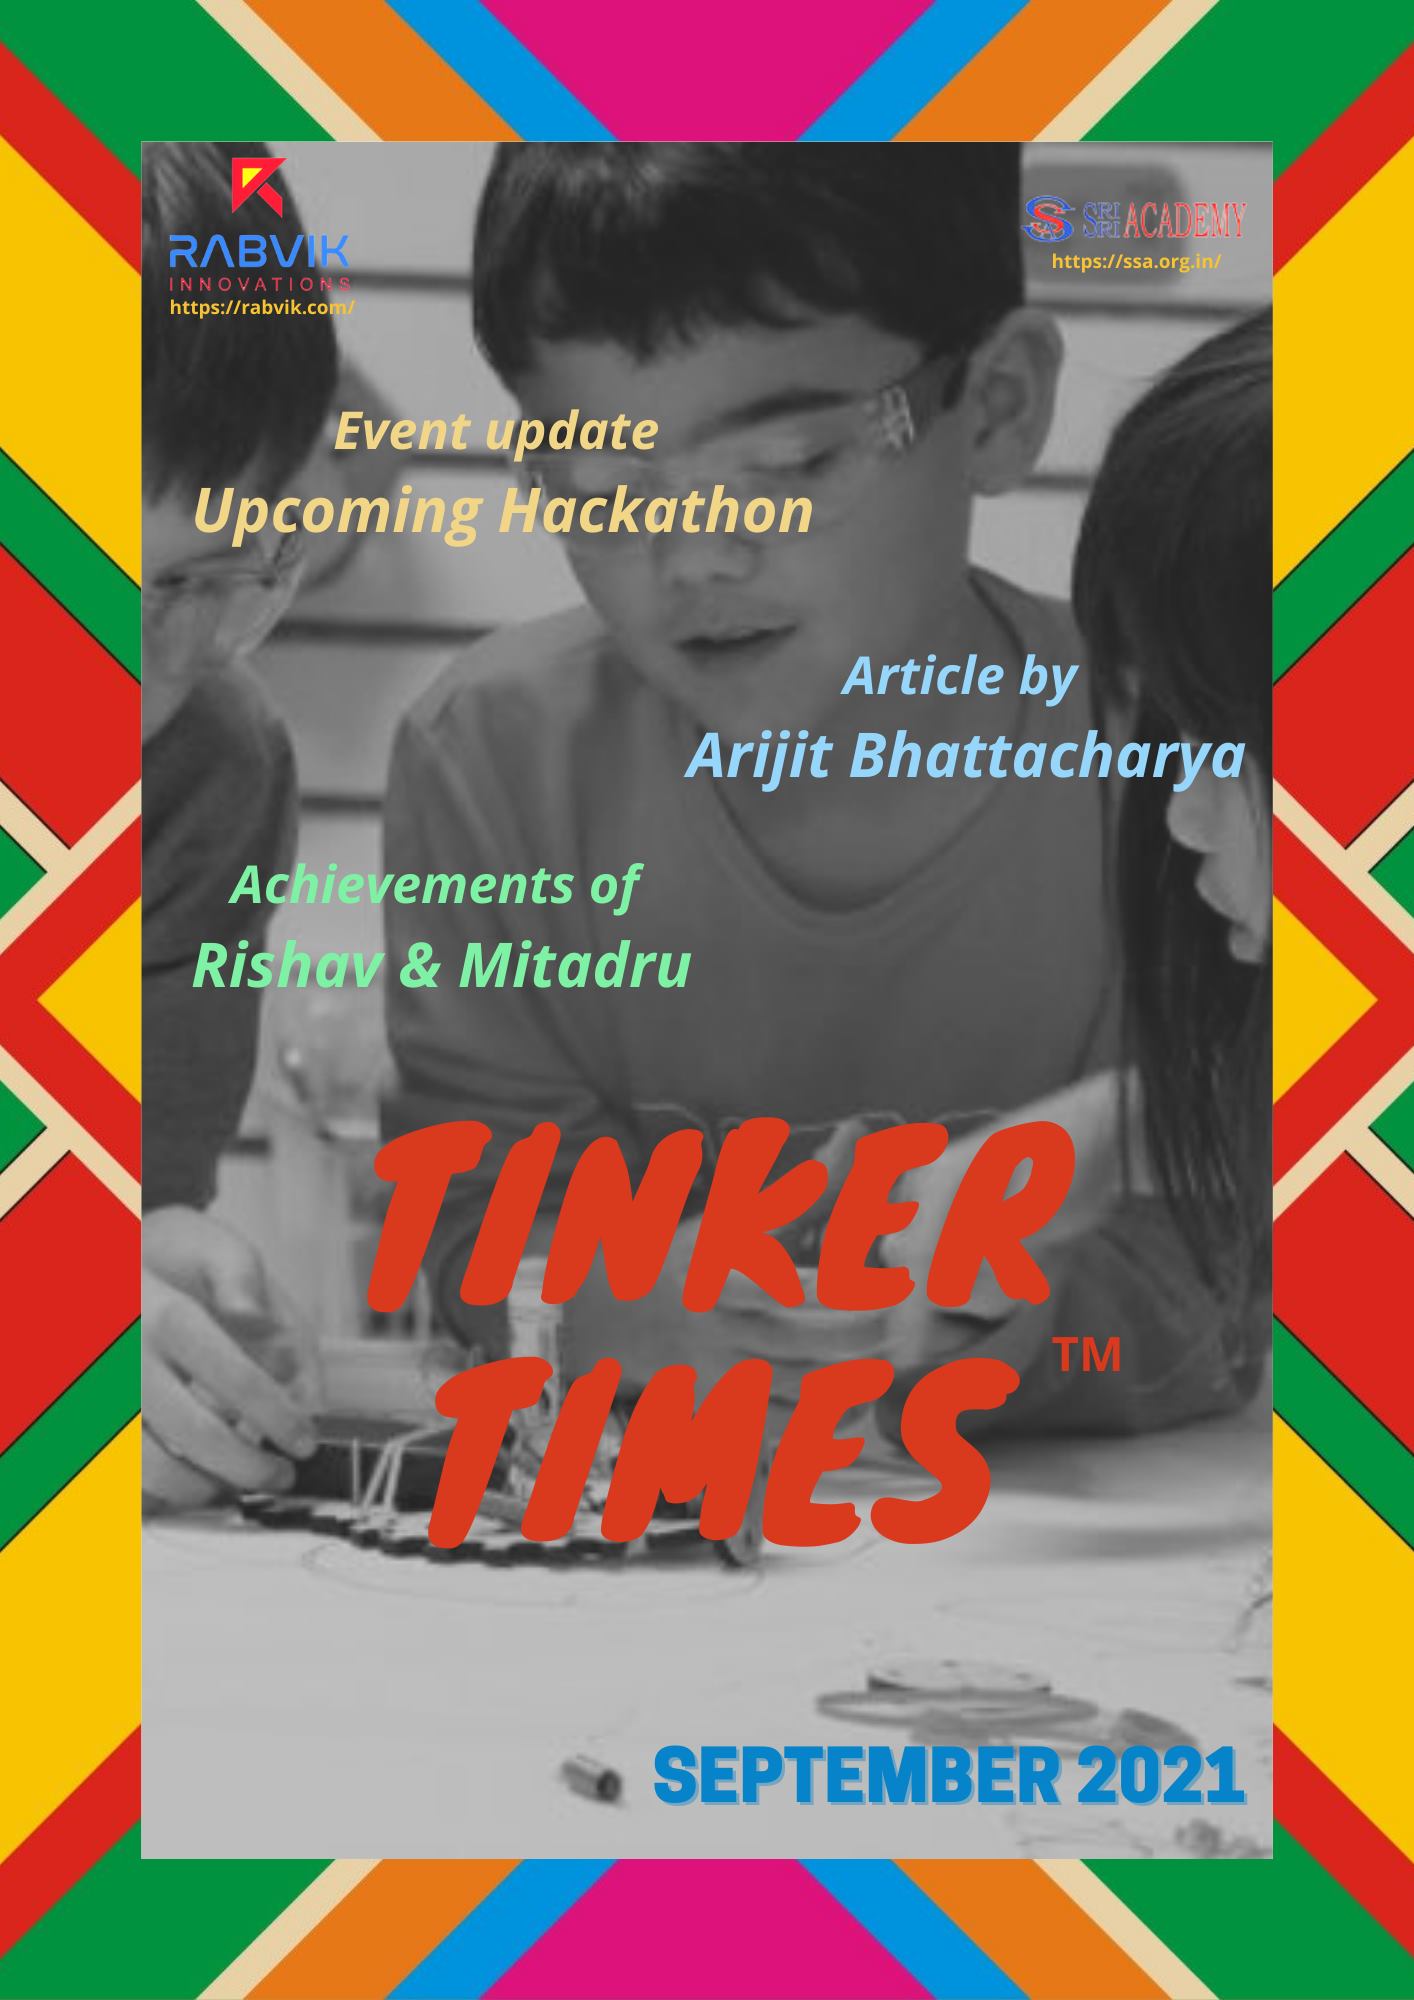 RABVIK
INNOVATIONS
https://rabvik.com/
SRI SRI ACADEMY
https://ssa.org.in/
Event update
Upcoming Hackathon
Article by
Arijit Bhattacharya
Achievements of
Rishav & Mitadru
TINKER
TIMES TM
SEPTEMBER 2021